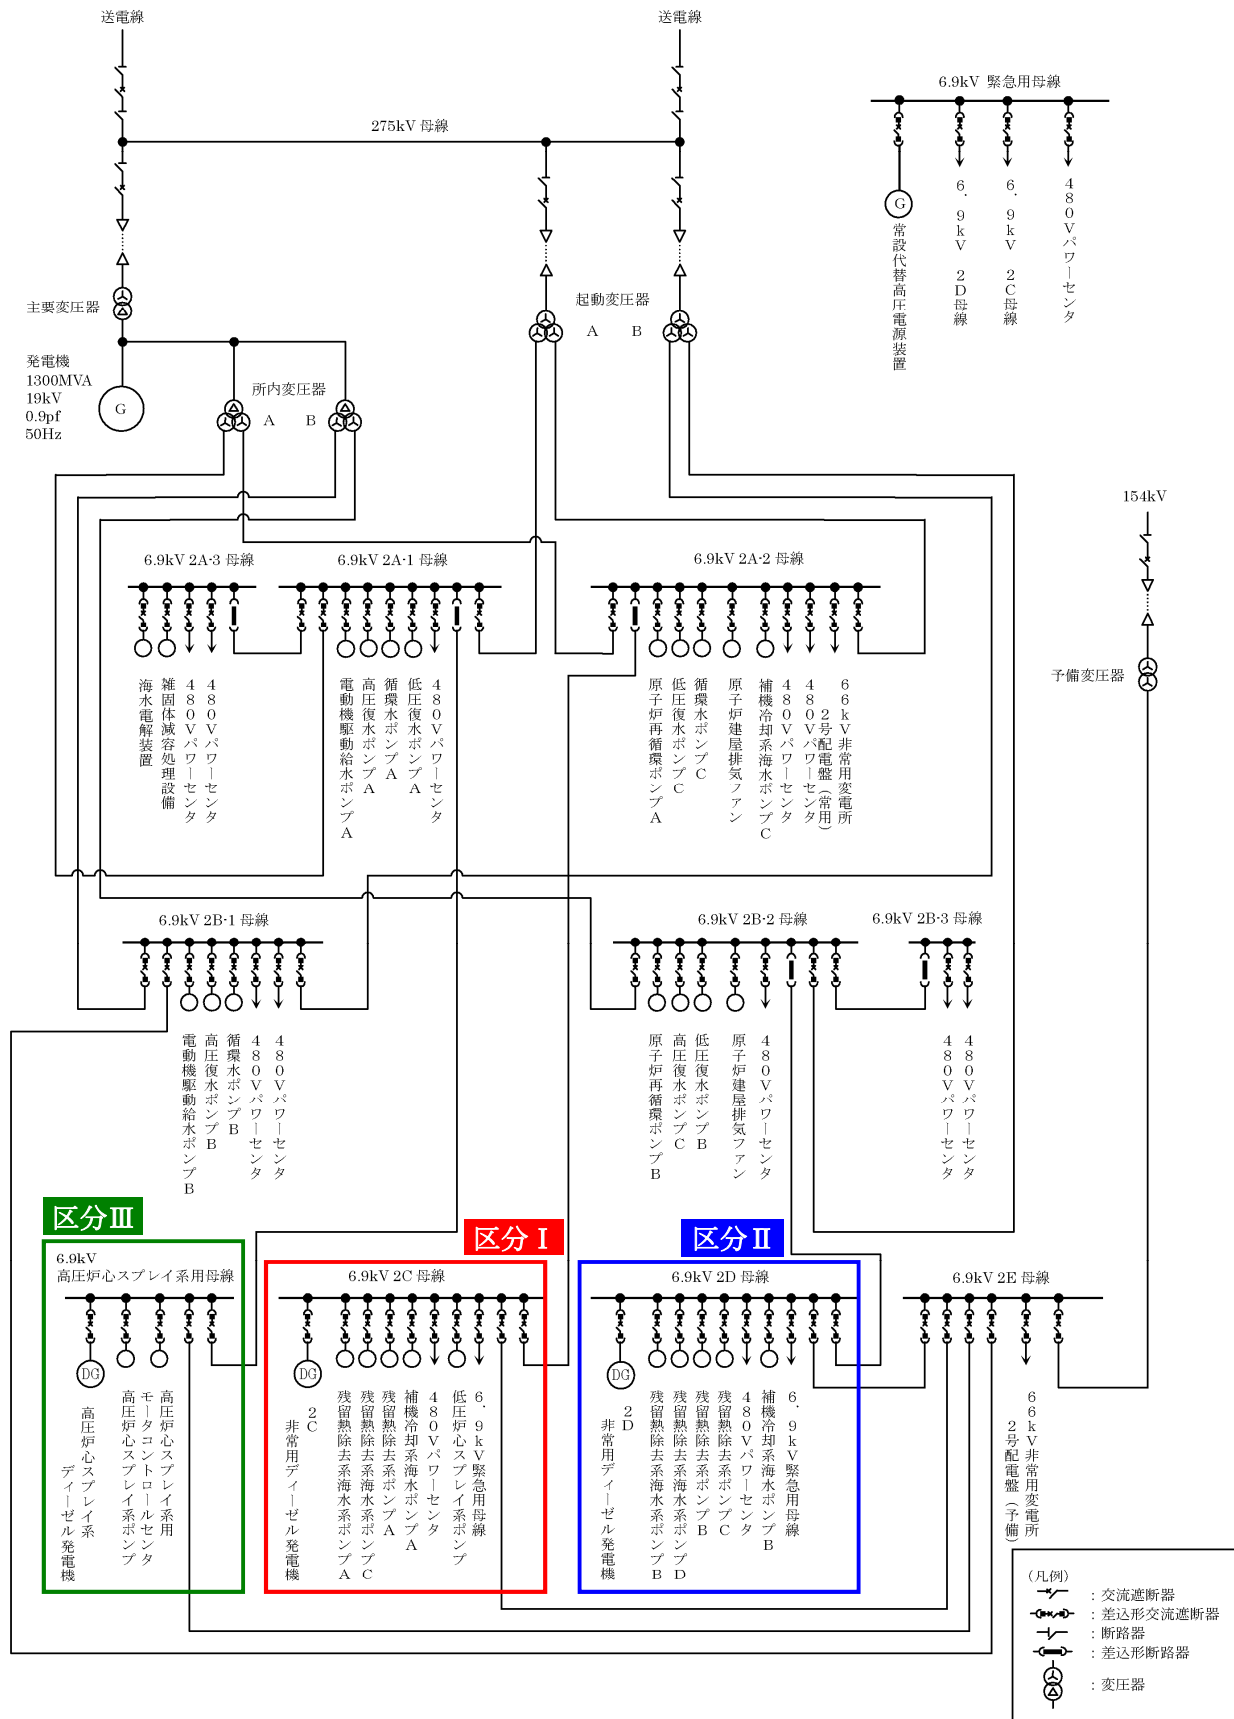 送電線
送電線
6.9kV 緊急用母線
275kV 母線
G
常設代替高圧電源装置
6.9kV 2D母線
6.9kV 2C母線
480Vパワーセンタ
主要変圧器
起動変圧器
A
B
発電機
1300MVA
19kV
0.9pf
50Hz
G
所内変圧器
A
B
154kV
予備変圧器
6.9kV 2A-3 母線
海水電解装置
雑固体減容処理設備
480Vパワーセンタ
480Vパワーセンタ
6.9kV 2A-1 母線
電動機駆動給水ポンプA
高圧復水ポンプA
循環水ポンプA
低圧復水ポンプA
480Vパワーセンタ
6.9kV 2A-2 母線
原子炉再循環ポンプA
低圧復水ポンプC
循環水ポンプC
原子炉建屋排気ファン
補機冷却系海水ポンプC
480Vパワーセンタ
480Vパワーセンタ
66kV非常用変電所
2号配電盤(常用)
6.9kV 2B-1 母線
電動機駆動給水ポンプB
高圧復水ポンプB
循環水ポンプB
480Vパワーセンタ
480Vパワーセンタ
6.9kV 2B-2 母線
原子炉再循環ポンプB
高圧復水ポンプC
低圧復水ポンプB
原子炉建屋排気ファン
480Vパワーセンタ
6.9kV 2B-3 母線
480Vパワーセンタ
480Vパワーセンタ
区分Ⅲ
6.9kV
高圧炉心スプレイ系用母線
DG
高圧炉心スプレイ系
ディーゼル発電機
高圧炉心スプレイ系ポンプ
高圧炉心スプレイ系用
モータコントロールセンタ
区分Ⅰ
6.9kV 2C 母線
DG
2C
非常用ディーゼル発電機
残留熱除去系海水系ポンプA
残留熱除去系海水系ポンプC
残留熱除去系ポンプA
補機冷却系海水ポンプA
480Vパワーセンタ
低圧炉心スプレイ系ポンプ
6.9kV緊急用母線
区分Ⅱ
6.9kV 2D 母線
DG
2D
非常用ディーゼル発電機
残留熱除去系海水系ポンプB
残留熱除去系海水系ポンプD
残留熱除去系ポンプB
残留熱除去系ポンプC
480Vパワーセンタ
補機冷却系海水ポンプB
6.9kV緊急用母線
6.9kV 2E 母線
66kV非常用変電所
2号配電盤(予備)
(凡例)
:交流遮断器
:差込形交流遮断器
:断路器
:差込形断路器
:変圧器